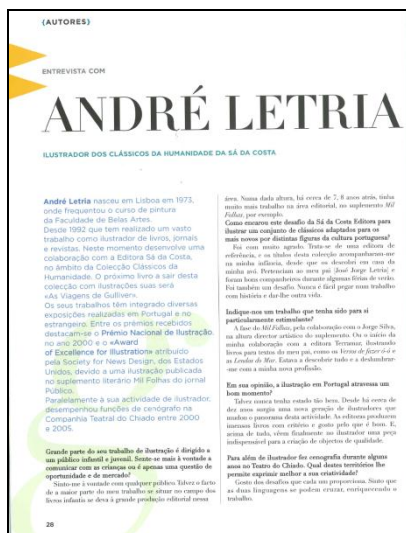 {AUTORES}
ENTREVISTA COM
ANDRÉ LETRIA
ILUSTRADOR DOS CLÁSSICOS DA HUMANIDADE DA SÁ DA COSTA
André Letria nasceu em Lisboa em 1973,
onde frequentou o curso de pintura
da Faculdade de Belas Artes.
Desde 1992 que tem realizado um vasto
trabalho como ilustrador de livros, jornais
e revistas. Neste momento desenvolve uma
colaboração com a Editora Sá da Costa,
no âmbito da Colecção Clássicos da
Humanidade. O próximo livro a sair desta
colecção com ilustrações suas será
«As Viagens de Gulliver».
Os seus trabalhos têm integrado diversas
exposições realizadas em Portugal e no
estrangeiro. Entre os prémios recebidos
destacam-se o Prémio Nacional de Ilustração,
no ano 2000 e o «Award
of Excellence for Illustration» atribuído
pela Society for News Design, dos Estados
Unidos, devido a uma ilustração publicada
no suplemento literário Mil Folhas do jornal
Público.
Paralelamente à sua actividade de ilustrador,
desempenhou funções de cenógrafo na
Companhia Teatral do Chiado entre 2000
e 2005.
Grande parte do seu trabalho de ilustração é dirigido a
um público infantil e juvenil. Sente-se mais à vontade a
comunicar com as crianças ou é apenas uma questão de
oportunidade e de mercado?
Sinto-me à vontade com qualquer público. Talvez o facto
de a maior parte do meu trabalho se situar no campo dos
livros infantis se deva à grande produção editorial nessa
área. Numa dada altura, há cerca de 7, 8 anos atrás, tinha
muito mais trabalho na área editorial, no suplemento Mil
Folhas, por exemplo.
Como encarou este desafio da Sá da Costa Editora para
ilustrar um conjunto de clássicos adaptados para os
mais novos por distintas figuras da cultura portuguesa?
Foi com muito agrado. Trata-se de uma editora de
referência, e os títulos desta colecção acompanharam-me
na minha infância, desde que os descobri em casa da
minha avó. Pertenciam ao meu pai (José Jorge Letria) e
foram bons companheiros durante algumas férias de verão.
Foi também um desafio. Nunca é fácil pegar num trabalho
com história e dar-lhe outra vida.
Indique-nos um trabalho que tenha sido para si
particularmente estimulante?
A fase do Mil Folhas, pela colaboração com o Jorge Silva,
na altura director artístico do suplemento. Ou o início da
minha colaboração com a editora Terramar, ilustrando
livros para textos do meu pai, como os Versos de fazer ó-ó e
as Lendas do Mar. Estava a descobrir tudo e a deslumbrar-
-me com a minha nova profissão.
Em sua opinião, a ilustração em Portugal atravessa um
bom momento?
Talvez nunca tenha estado tão bem. Desde há cerca de
dez anos surgiu uma nova geração de ilustradores que
mudou o panorama desta actividade. As editoras produzem
imensos livros com critério e gosto pelo que é bom. E,
acima de tudo, vêem finalmente no ilustrador uma peça
indispensável para a criação de objectos de qualidade.
Para além de ilustrador fez cenografia durante alguns
anos no Teatro do Chiado. Qual destes territórios lhe
permite exprimir melhor a sua criatividade?
Gosto dos desafios que cada um proporciona. Sinto que
as duas linguagens se podem cruzar, enriquecendo o
trabalho.
28